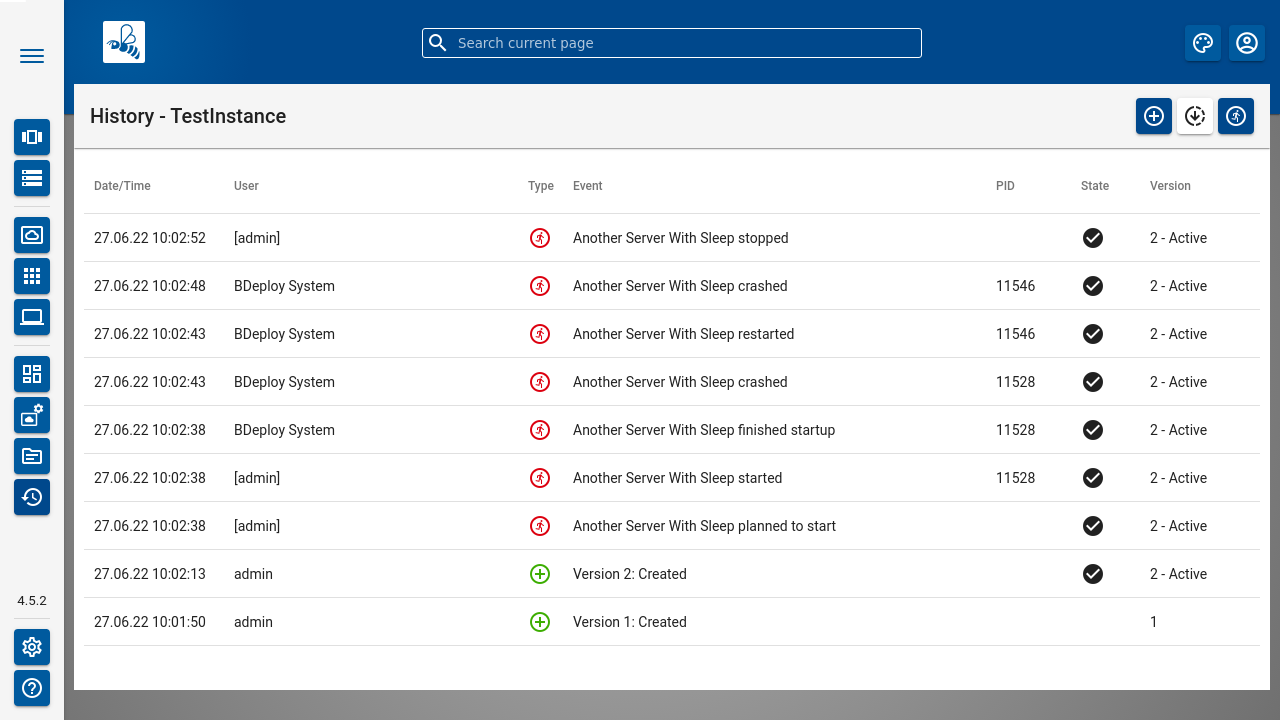 Search current page
History - TestInstance
Date/Time User Type Event PID State Version
27.06.22 10:02:52 [admin] Another Server With Sleep stopped 2 - Active
27.06.22 10:02:48 BDeploy System Another Server With Sleep crashed 11546 2 - Active
27.06.22 10:02:43 BDeploy System Another Server With Sleep restarted 11546 2 - Active
27.06.22 10:02:43 BDeploy System Another Server With Sleep crashed 11528 2 - Active
27.06.22 10:02:38 BDeploy System Another Server With Sleep finished startup 11528 2 - Active
27.06.22 10:02:38 [admin] Another Server With Sleep started 11528 2 - Active
27.06.22 10:02:38 [admin] Another Server With Sleep planned to start 2 - Active
27.06.22 10:02:13 admin Version 2: Created 2 - Active
27.06.22 10:01:50 admin Version 1: Created 1
4.5.2